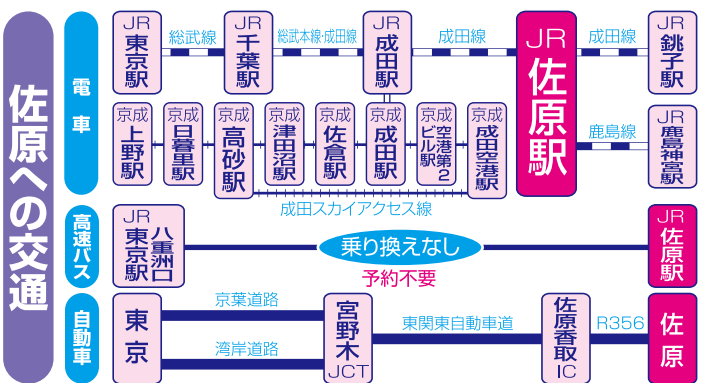 佐原への交通
電車
JR東京駅
総武線
JR千葉駅
総武本線・成田線
JR成田駅
成田線
JR佐原駅
成田線
JR銚子駅
京成上野駅
京成日暮里駅
京成高砂駅
京成津田沼駅
京成佐倉駅
京成成田駅
京成空港第2ビル駅
京成成田空港駅
鹿島線
JR鹿島神宮駅
成田スカイアクセス線
高速バス
JR東京駅八重洲口
乗り換えなし
予約不要
JR佐原駅
自動車
東京
京葉道路
湾岸道路
宮野木JCT
東関東自動車道
佐原香取IC
R356
佐原